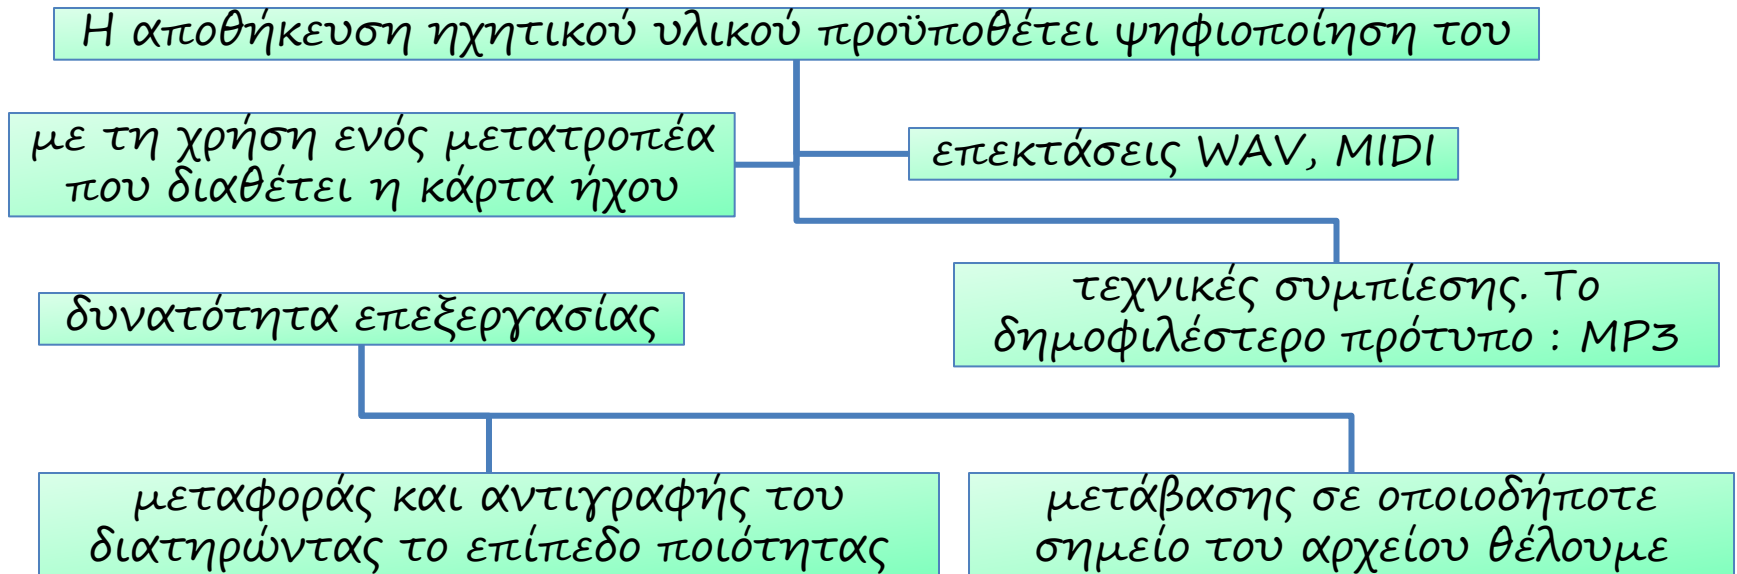 Η αποθήκευση ηχητικού υλικού προϋποθέτει ψηφιοποίηση του
με τη χρήση ενός μετατροπέα
που διαθέτει η κάρτα ήχου
επεκτάσεις WAV, MIDI
τεχνικές συμπίεσης. Το
δημοφιλέστερο πρότυπο : MP3
δυνατότητα επεξεργασίας
μεταφοράς και αντιγραφής του
διατηρώντας το επίπεδο ποιότητας
μετάβασης σε οποιοδήποτε
σημείο του αρχείου θέλουμε